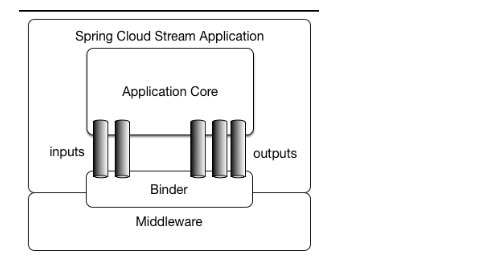 Spring Cloud Stream Application
Application Core
inputs
outputs
Binder
Middleware